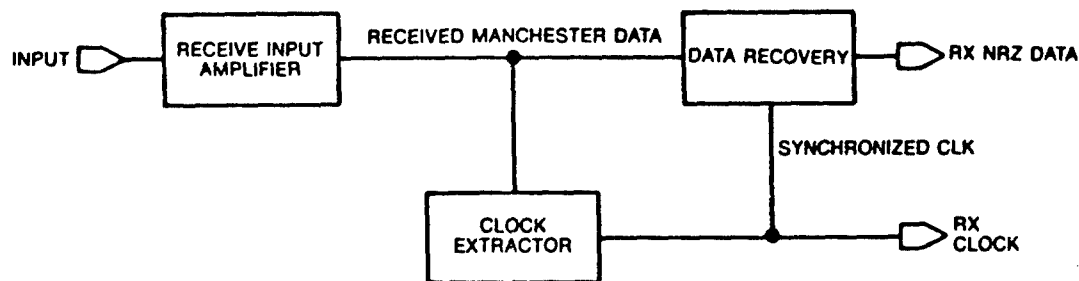 INPUT
RECEIVE INPUT
AMPLIFIER
RECEIVED MANCHESTER DATA
DATA RECOVERY
RX NRZ DATA
SYNCHRONIZED CLK
CLOCK
EXTRACTOR
RX
CLOCK